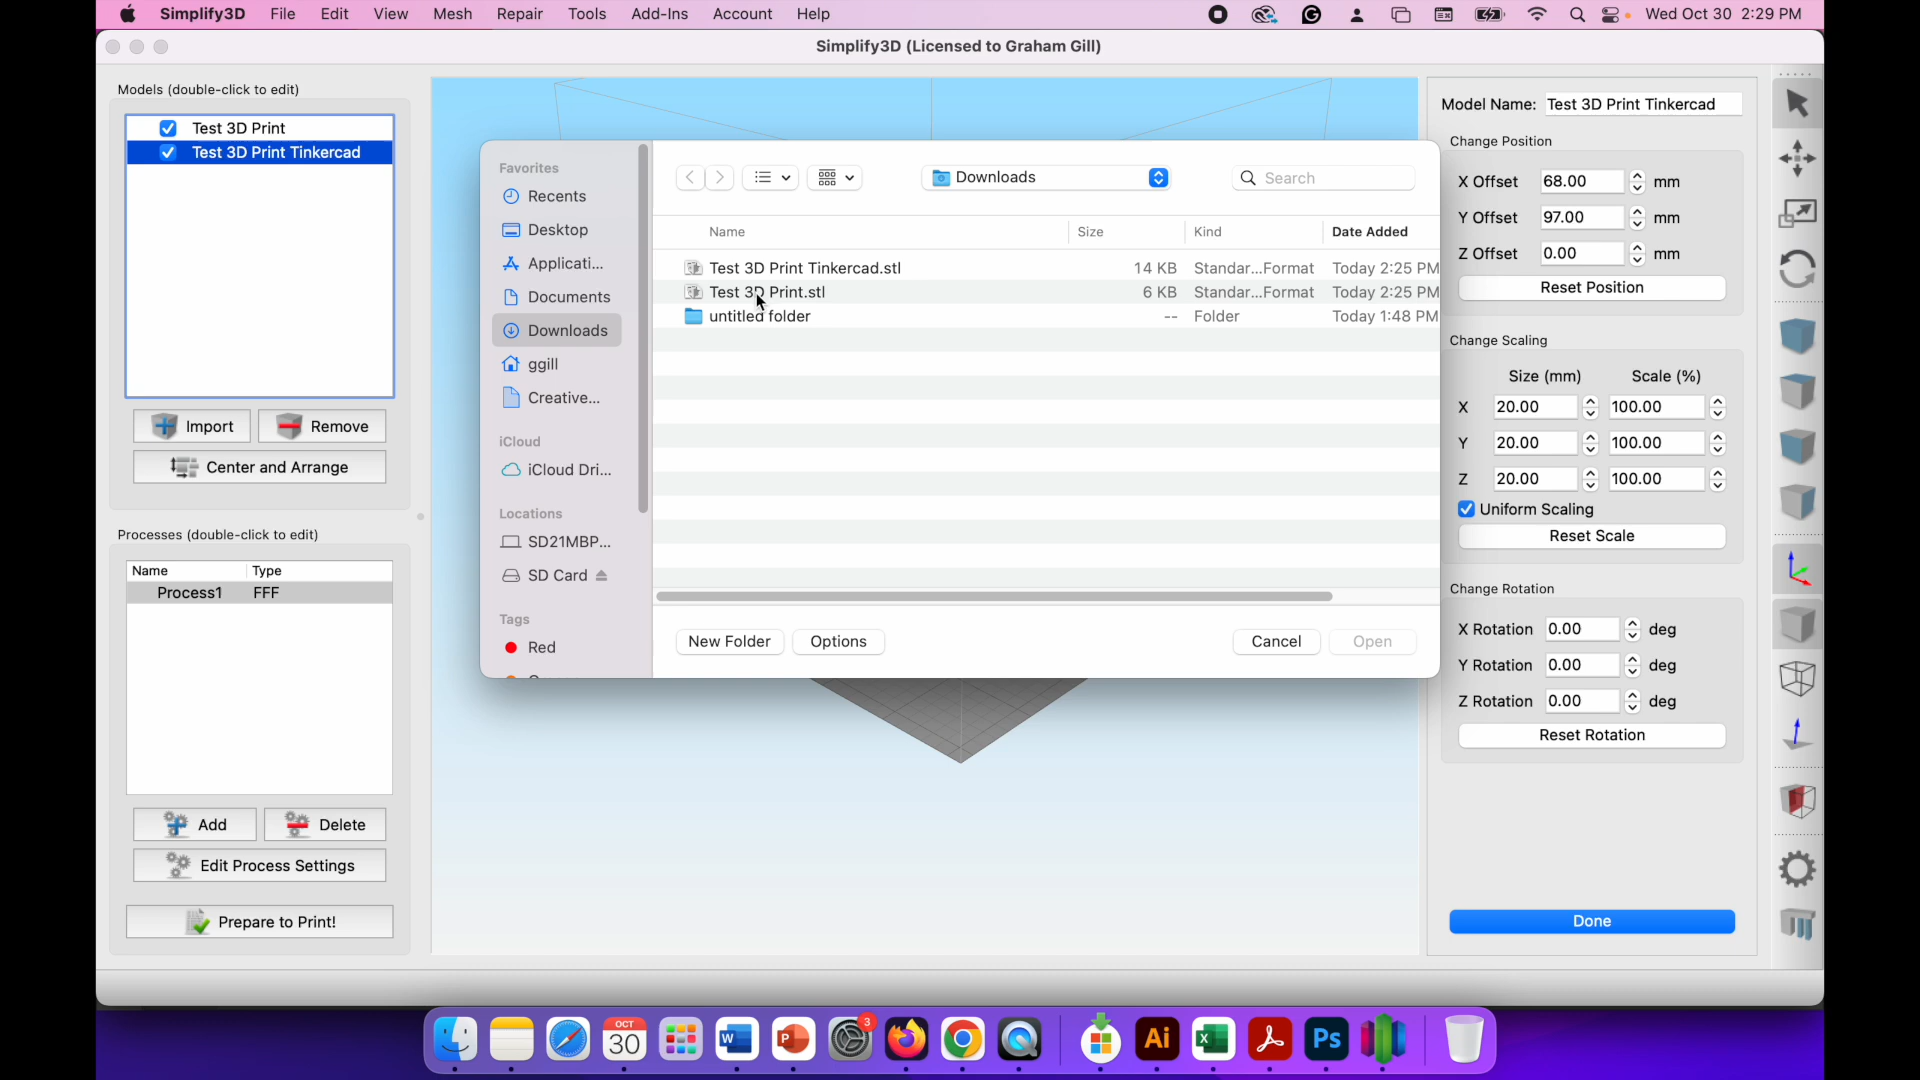 Simplify3D File Edit View Mesh Repair Tools Add-Ins Account Help Wed Oct 30 2:29 PM
Simplify3D (Licensed to Graham Gill)
Models (double-click to edit)
Test 3D Print
Test 3D Print Tinkercad
Import Remove
Center and Arrange
Processes (double-click to edit)
Name Type
Process1 FFF
Add Delete
Edit Process Settings
Prepare to Print!
Favorites
Recents
Desktop
Applicati...
Documents
Downloads
ggill
Creative...
iCloud
iCloud Dri...
Locations
SD21MBP...
SD Card
Tags
Red
Downloads Search
Name Size Kind Date Added
Test 3D Print Tinkercad.stl 14 KB Standar...Format Today 2:25 PM
Test 3D Print.stl 6 KB Standar...Format Today 2:25 PM
untitled folder -- Folder Today 1:48 PM
New Folder Options Cancel Open
Model Name: Test 3D Print Tinkercad
Change Position
X Offset 68.00 mm
Y Offset 97.00 mm
Z Offset 0.00 mm
Reset Position
Change Scaling
Size (mm) Scale (%)
X 20.00 100.00
Y 20.00 100.00
Z 20.00 100.00
Uniform Scaling
Reset Scale
Change Rotation
X Rotation 0.00 deg
Y Rotation 0.00 deg
Z Rotation 0.00 deg
Reset Rotation
Done
OCT
30
W
P
3
Ai
X
Ps